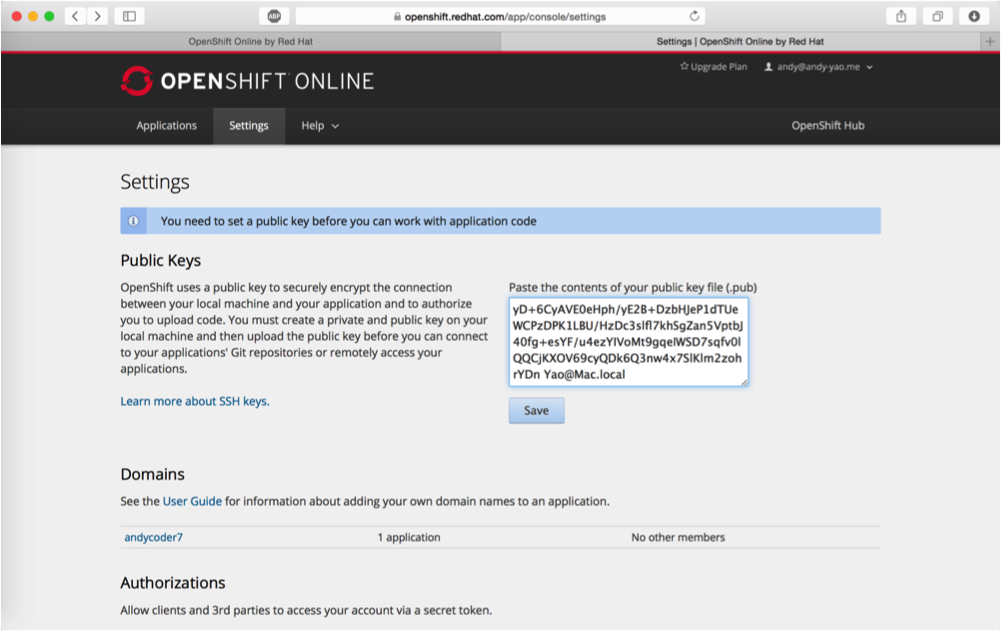 ABP
openshift.redhat.com/app/console/settings
OpenShift Online by Red Hat
Settings | OpenShift Online by Red Hat
OPENSHIFT ONLINE
Upgrade Plan
andy@andy-yao.me
Applications
Settings
Help
OpenShift Hub
Settings
You need to set a public key before you can work with application code
Public Keys
OpenShift uses a public key to securely encrypt the connection
between your local machine and your application and to authorize
you to upload code. You must create a private and public key on your
local machine and then upload the public key before you can connect
to your applications' Git repositories or remotely access your
applications.
Learn more about SSH keys.
Paste the contents of your public key file (.pub)
yD+6CyAVE0eHph/yE2B+DzbHJeP1dTUe
WCPzDPK1LBU/HzDc3slfl7khSgZan5VptbJ
40fg+esYF/u4ezYIVoMt9gqelWSD7sqfv0l
QQCjKXOV69cyQDk6Q3nw4x7SlKlm2zoh
rYDn Yao@Mac.local
Save
Domains
See the User Guide for information about adding your own domain names to an application.
andycoder7
1 application
No other members
Authorizations
Allow clients and 3rd parties to access your account via a secret token.